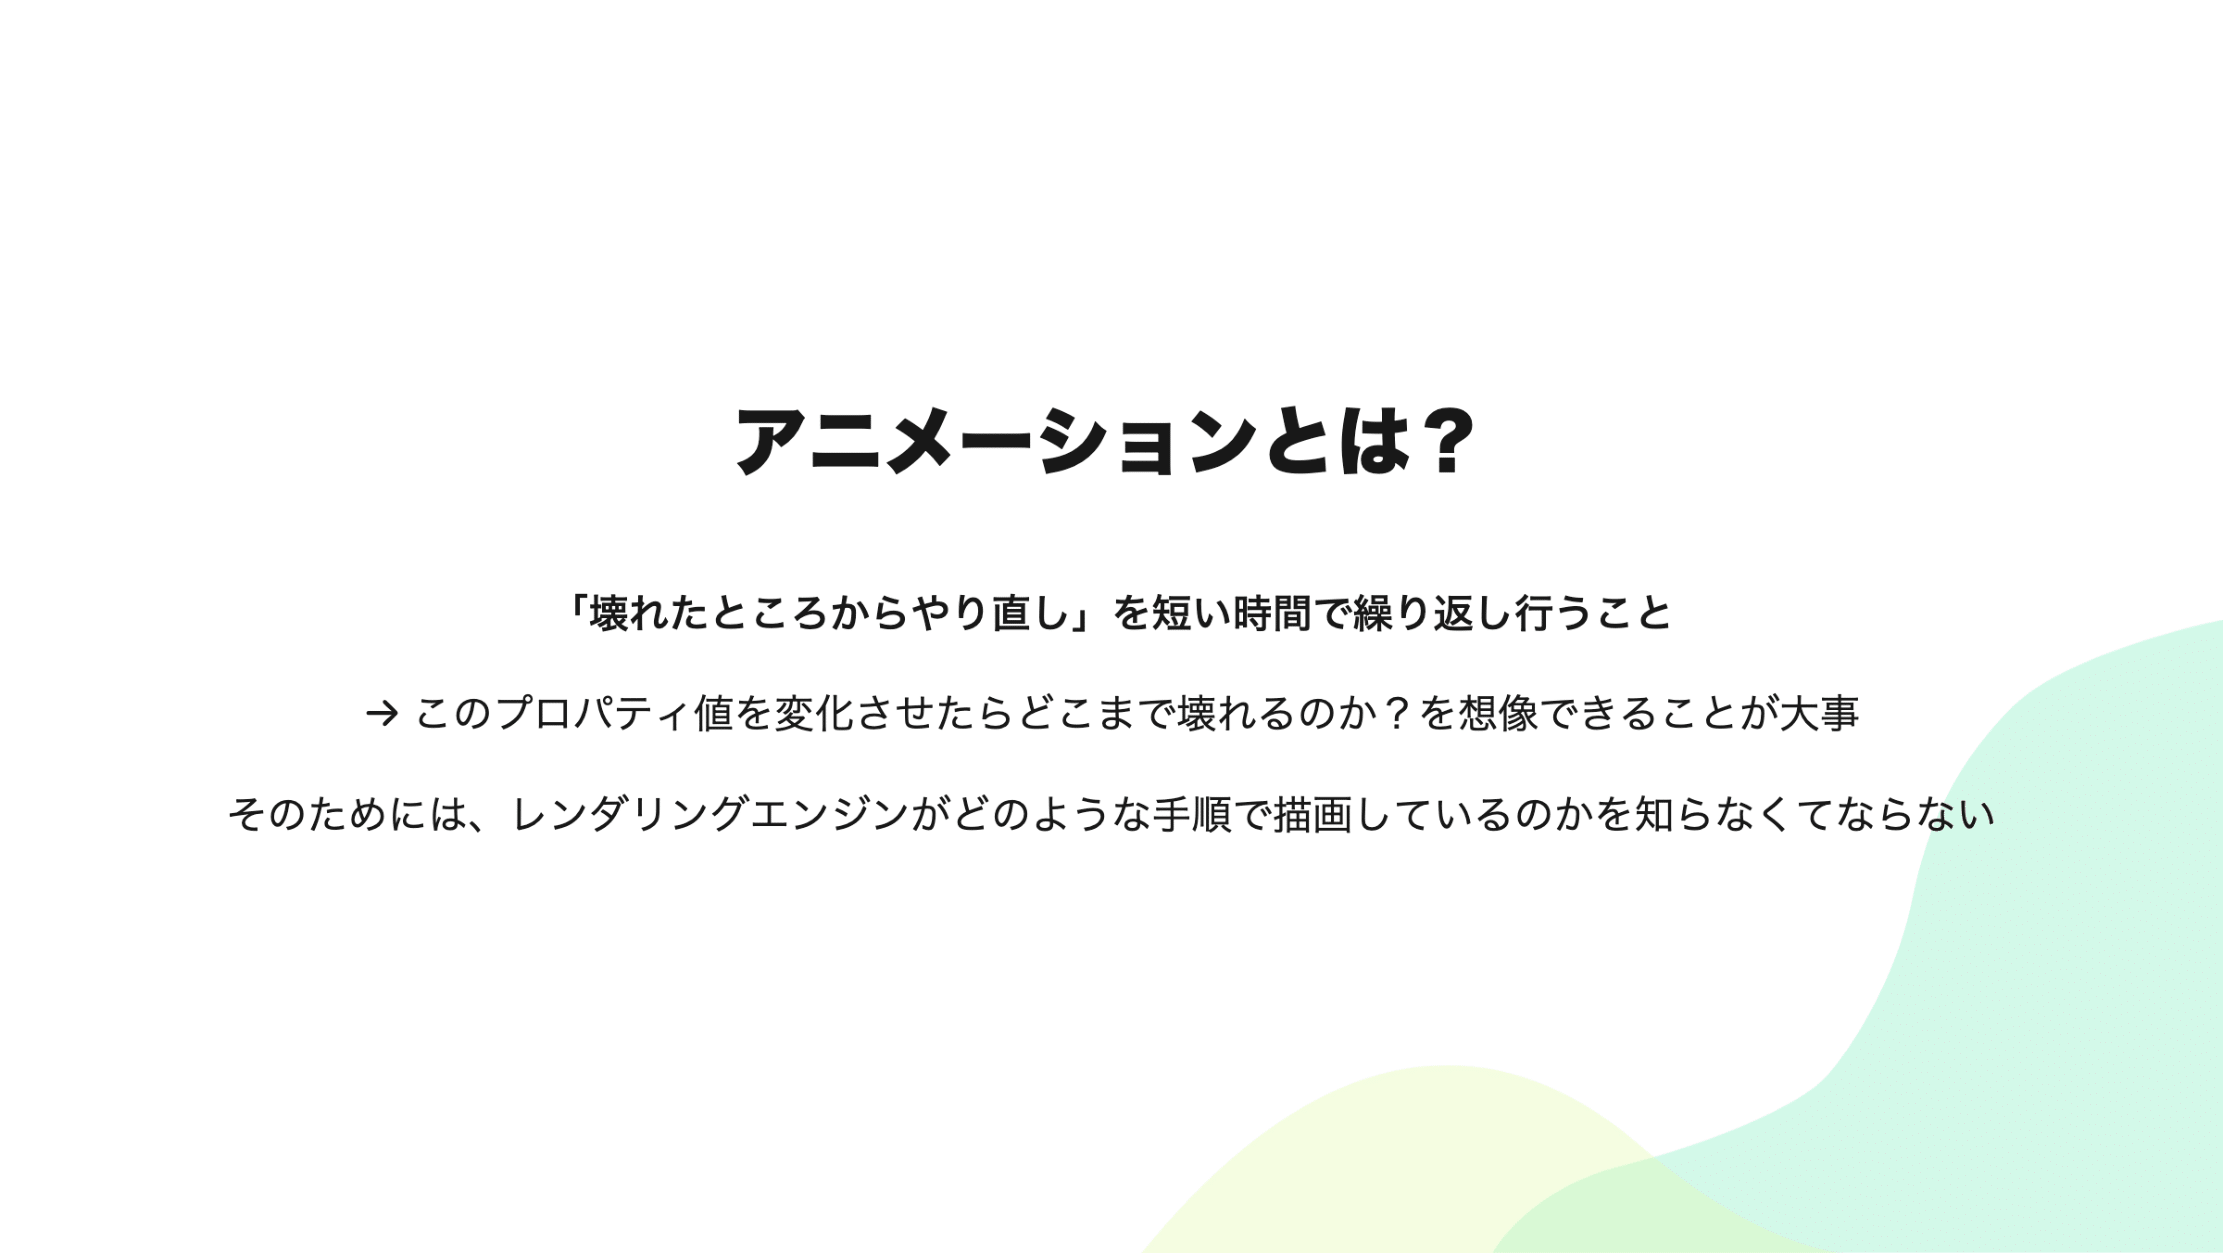 アニメーションとは？
「壊れたところからやり直し」を短い時間で繰り返し行うこと
→ このプロパティ値を変化させたらどこまで壊れるのか？を想像できることが大事
そのためには、レンダリングエンジンがどのような手順で描画しているのかを知らなくてならない